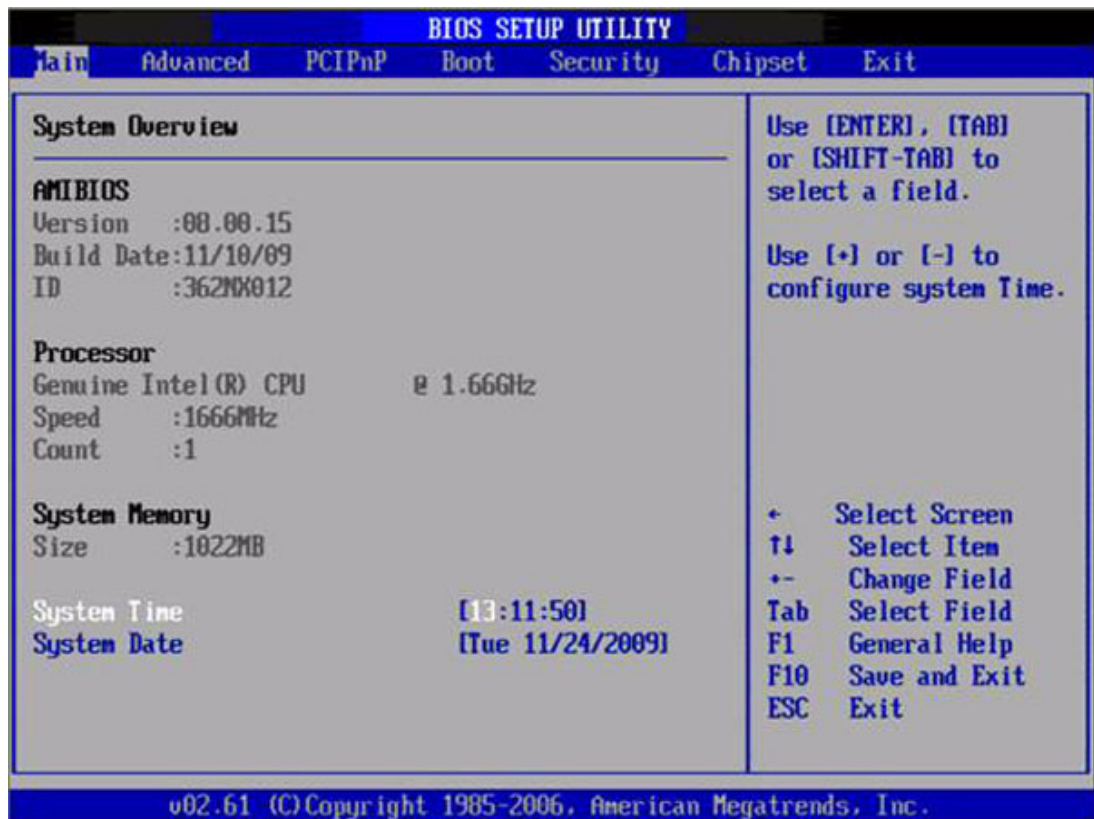 BIOS SETUP UTILITY
Main Advanced PCIPnP Boot Security Chipset Exit
System Overview
AMIBIOS
Version :08.00.15
Build Date:11/10/09
ID :362NX012
Processor
Genuine Intel(R) CPU @ 1.66GHz
Speed :1666MHz
Count :1
System Memory
Size :1022MB
System Time [13:11:50]
System Date [Tue 11/24/2009]
Use [ENTER], [TAB]
or [SHIFT-TAB] to
select a field.
Use [+] or [-] to
configure system Time.
← Select Screen
↑↓ Select Item
+- Change Field
Tab Select Field
F1 General Help
F10 Save and Exit
ESC Exit
v02.61 (C)Copyright 1985-2006, American Megatrends, Inc.